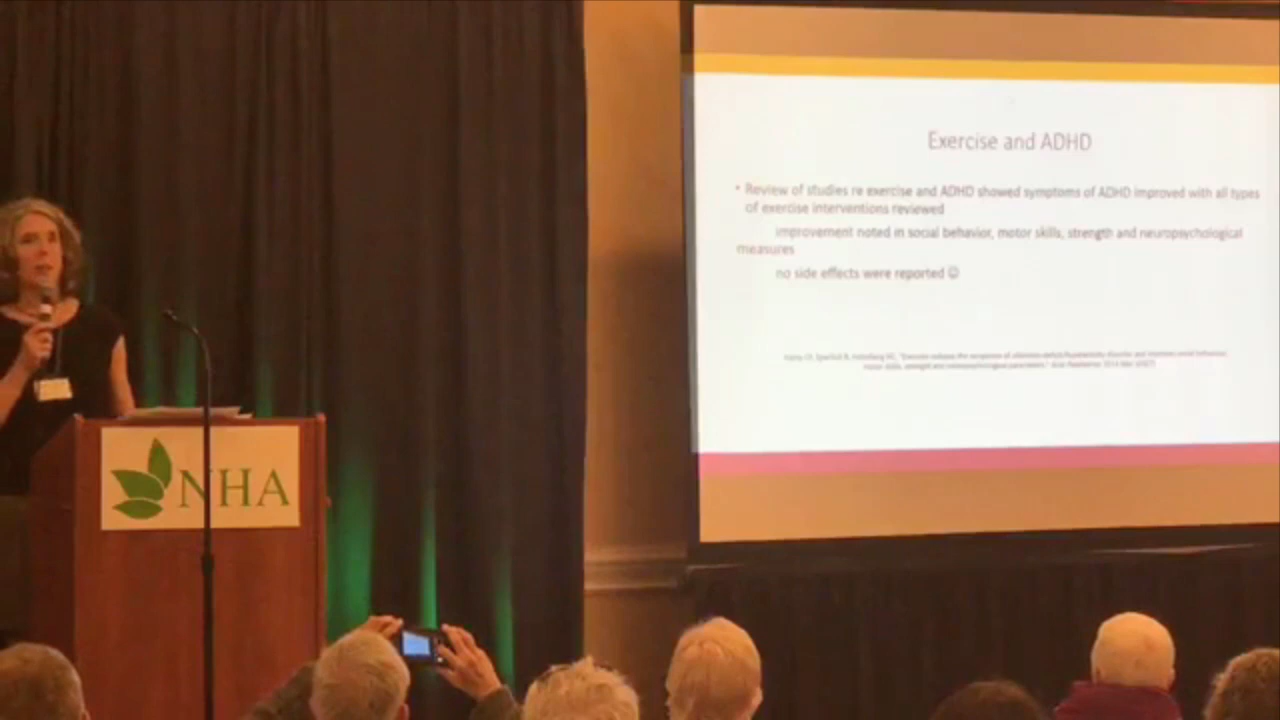 Exercise and ADHD
• Review of studies re exercise and ADHD showed symptoms of ADHD improved with all types
of exercise interventions reviewed
improvement noted in social behavior, motor skills, strength and neuropsychological
measures
no side effects were reported ☺
NHA